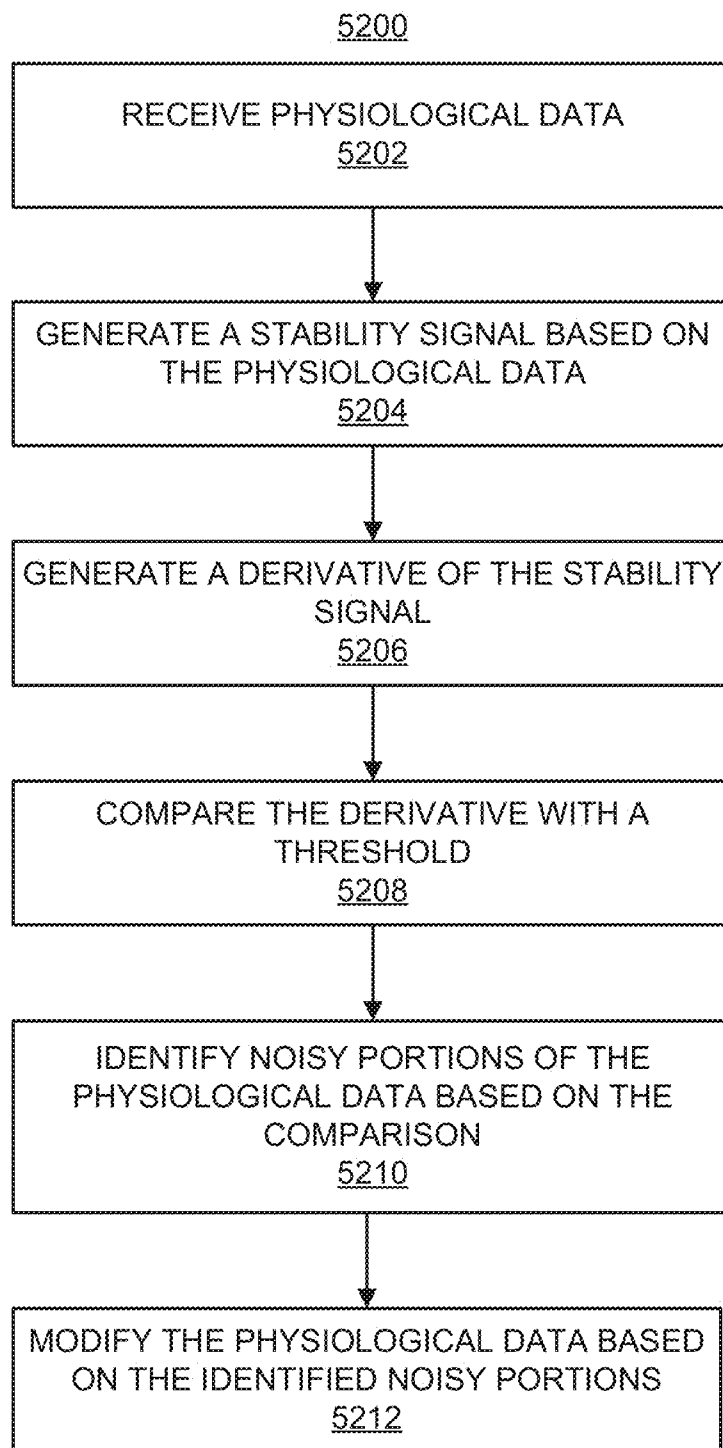 5200
RECEIVE PHYSIOLOGICAL DATA
5202
GENERATE A STABILITY SIGNAL BASED ON
THE PHYSIOLOGICAL DATA
5204
GENERATE A DERIVATIVE OF THE STABILITY
SIGNAL
5206
COMPARE THE DERIVATIVE WITH A
THRESHOLD
5208
IDENTIFY NOISY PORTIONS OF THE
PHYSIOLOGICAL DATA BASED ON THE
COMPARISON
5210
MODIFY THE PHYSIOLOGICAL DATA BASED
ON THE IDENTIFIED NOISY PORTIONS
5212